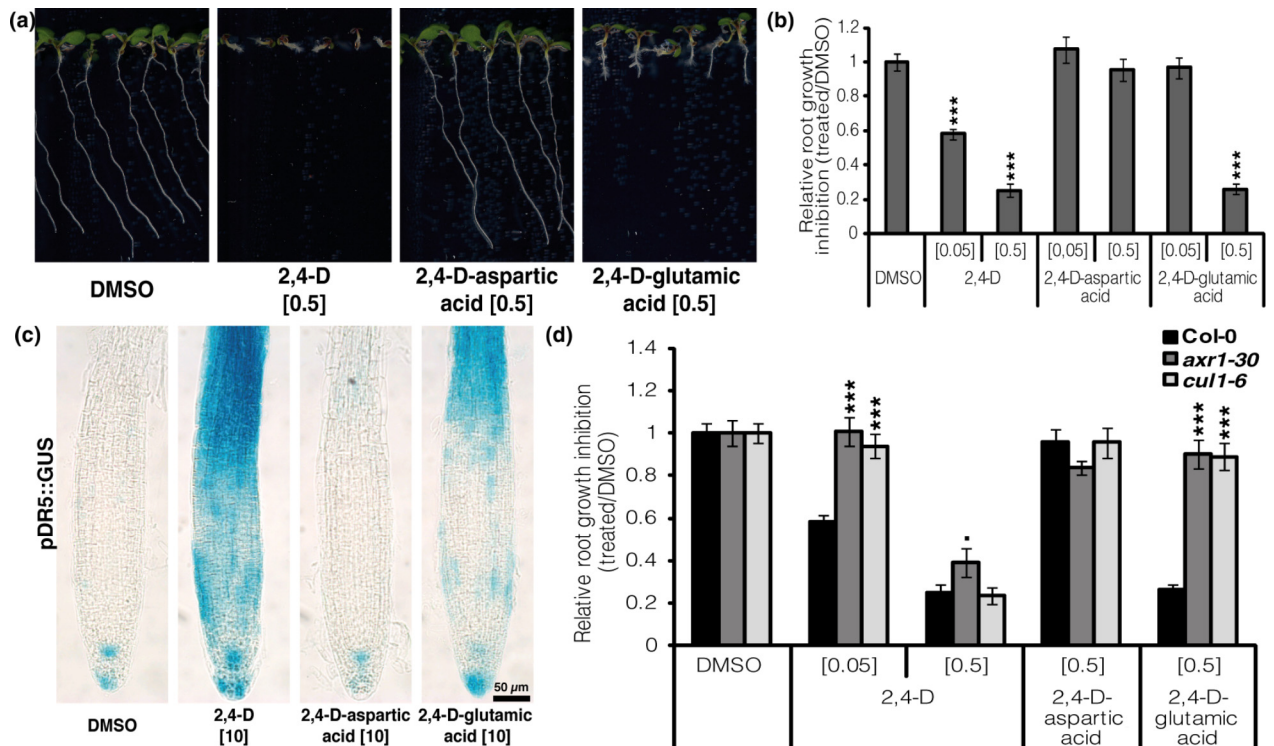 (a)
DMSO
2,4-D
[0.5]
2,4-D-aspartic
acid [0.5]
2,4-D-glutamic
acid [0.5]
(b)
Relative root growth
inhibition (treated/DMSO)
1.2
1
0.8
0.6
0.4
0.2
0
***
***
***
[0.05]
[0.5]
[0,05]
[0.5]
[0.05]
[0.5]
DMSO
2,4-D
2,4-D-aspartic
acid
2,4-D-glutamic
acid
(c)
pDR5::GUS
50 µm
DMSO
2,4-D
[10]
2,4-D-aspartic
acid [10]
2,4-D-glutamic
acid [10]
(d)
Relative root growth inhibition
(treated/DMSO)
1.4
1.2
1
0.8
0.6
0.4
0.2
0
Col-0
axr1-30
cul1-6
***
***
.
***
***
DMSO
[0.05]
[0.5]
[0.5]
[0.5]
2,4-D
2,4-D-
aspartic
acid
2,4-D-
glutamic
acid